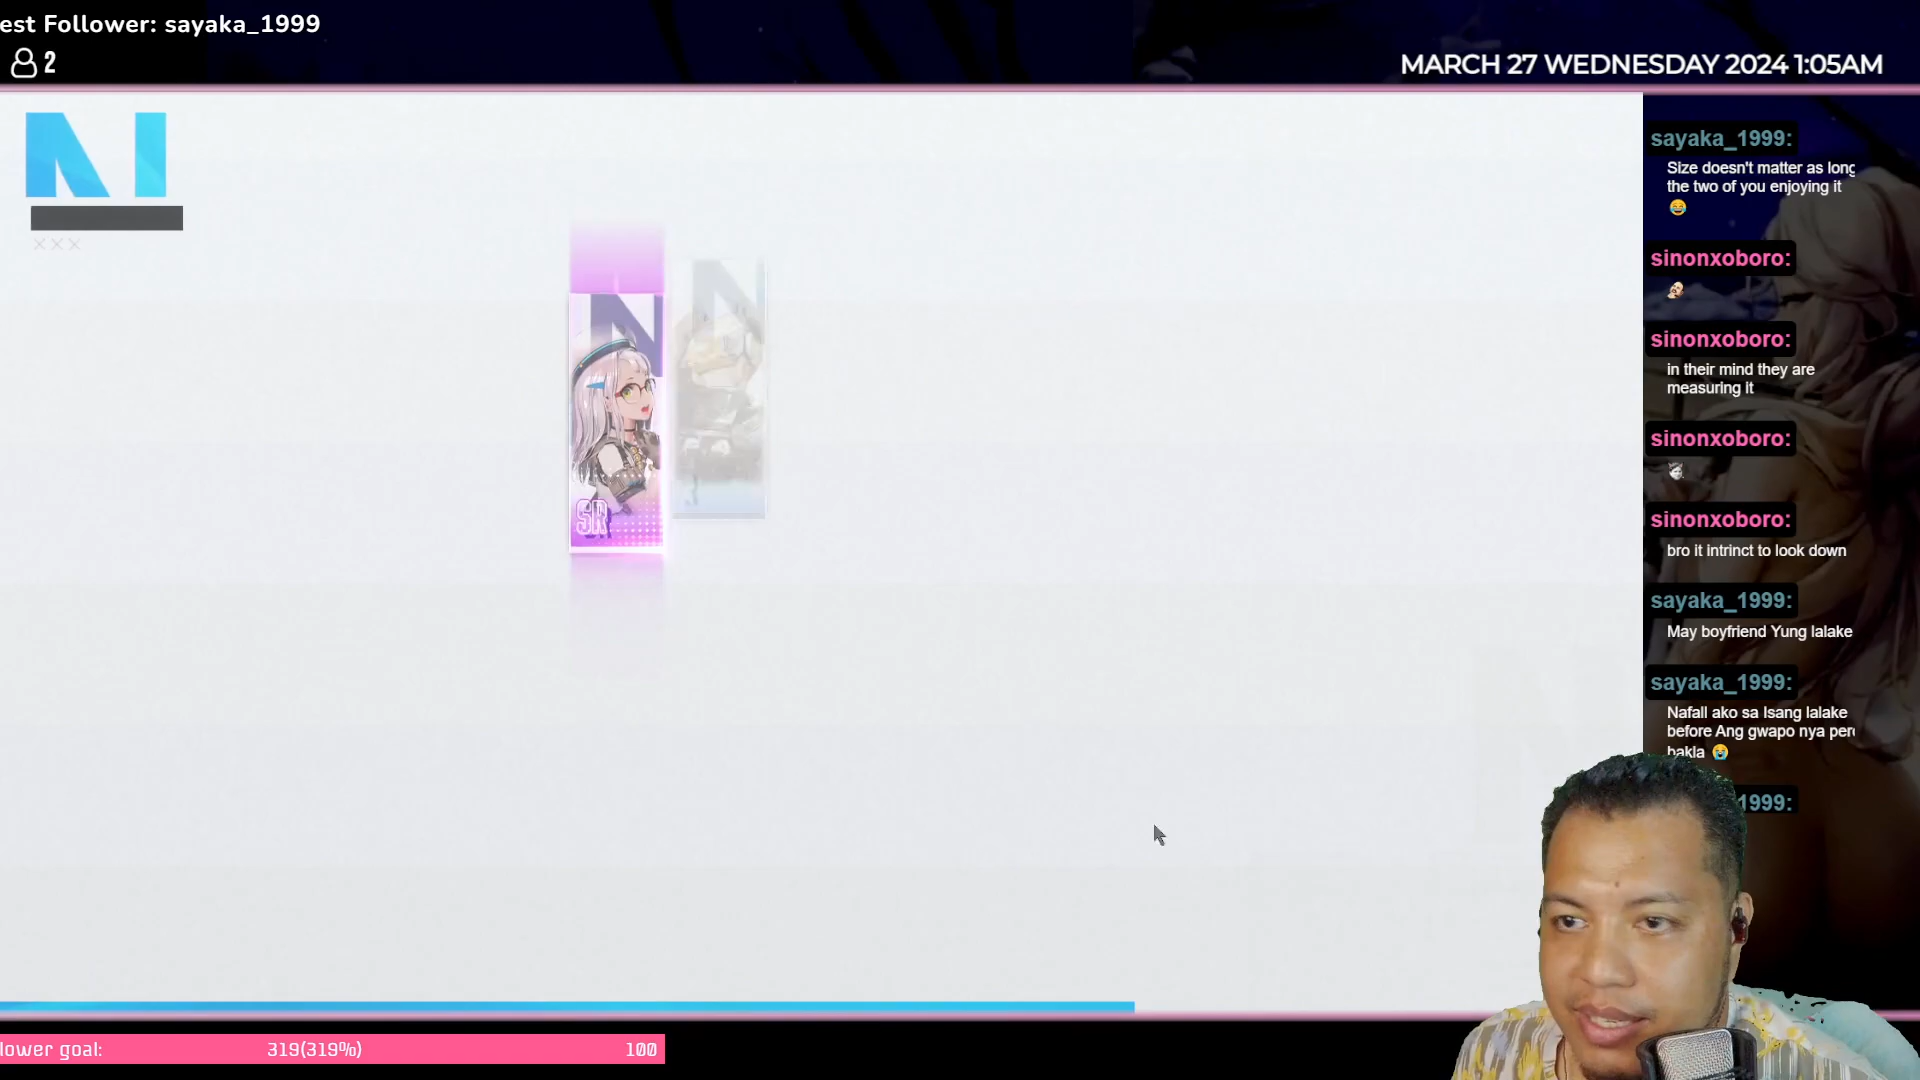 est Follower: sayaka_1999
2
MARCH 27 WEDNESDAY 2024 1:05AM
sayaka_1999:
Size doesn't matter as long
the two of you enjoying it
😂
sinonxoboro:
sinonxoboro:
in their mind they are
measuring it
sinonxoboro:
sinonxoboro:
bro it intrinct to look down
sayaka_1999:
May boyfriend Yung lalake
sayaka_1999:
Nafall ako sa Isang lalake
before Ang gwapo nya pero
bakla 😭
1999:
N
N
SR
lower goal:
319(319%)
100